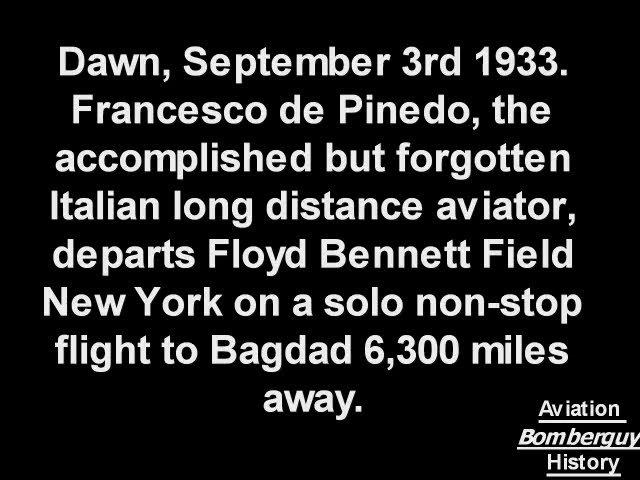 Dawn, September 3rd 1933.
Francesco de Pinedo, the
accomplished but forgotten
Italian long distance aviator,
departs Floyd Bennett Field
New York on a solo non-stop
flight to Bagdad 6,300 miles
away.
Aviation
Bomberguy
History